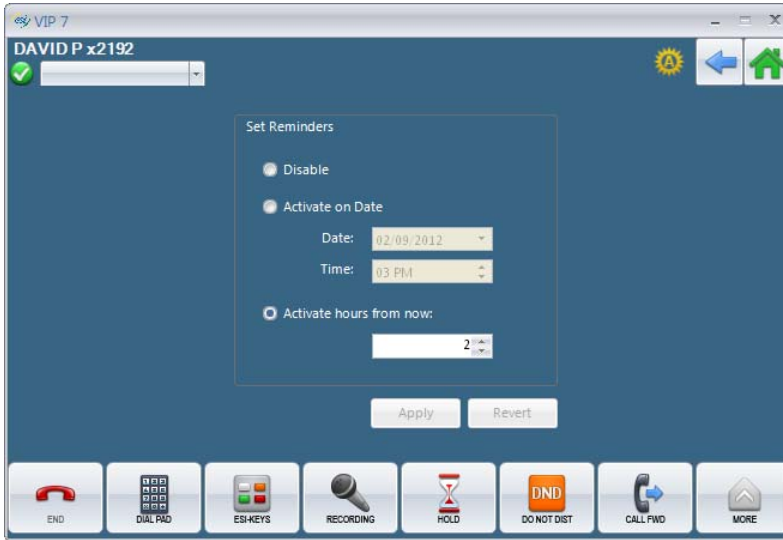 esi VIP 7
DAVID P x2192
A
Set Reminders
Disable
Activate on Date
Date: 02/09/2012
Time: 03 PM
Activate hours from now:
2
Apply Revert
DND
END DIAL PAD ESI-KEYS RECORDING HOLD DO NOT DIST CALL FWD MORE